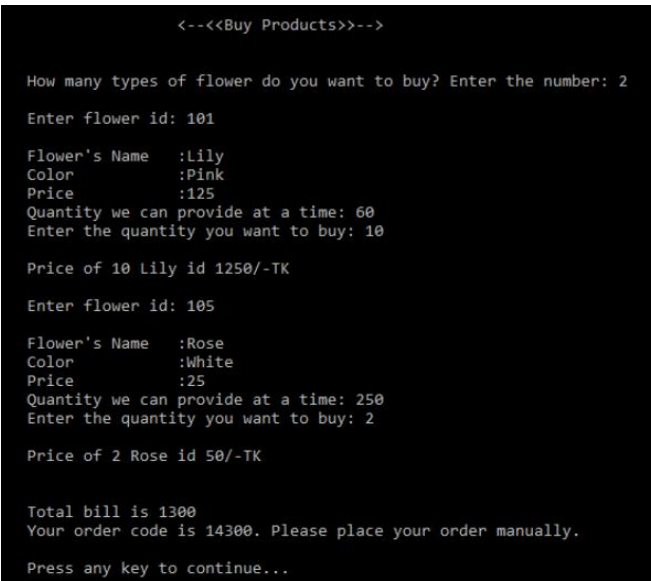 <--<<Buy Products>>-->
How many types of flower do you want to buy? Enter the number: 2
Enter flower id: 101
Flower's Name :Lily
Color :Pink
Price :125
Quantity we can provide at a time: 60
Enter the quantity you want to buy: 10
Price of 10 Lily id 1250/-TK
Enter flower id: 105
Flower's Name :Rose
Color :White
Price :25
Quantity we can provide at a time: 250
Enter the quantity you want to buy: 2
Price of 2 Rose id 50/-TK
Total bill is 1300
Your order code is 14300. Please place your order manually.
Press any key to continue...